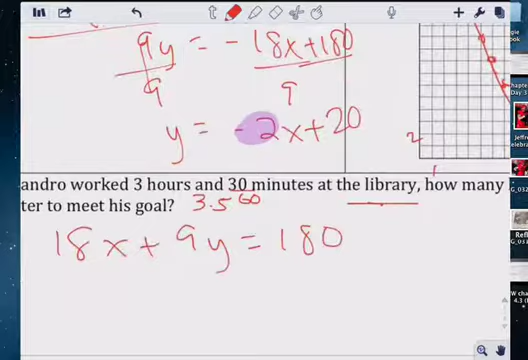 9y = - 18x+180
9 9
y = -2x+20
2
1
andro worked 3 hours and 30 minutes at the library, how many
ter to meet his goal? 3.5 60
18x + 9y = 180